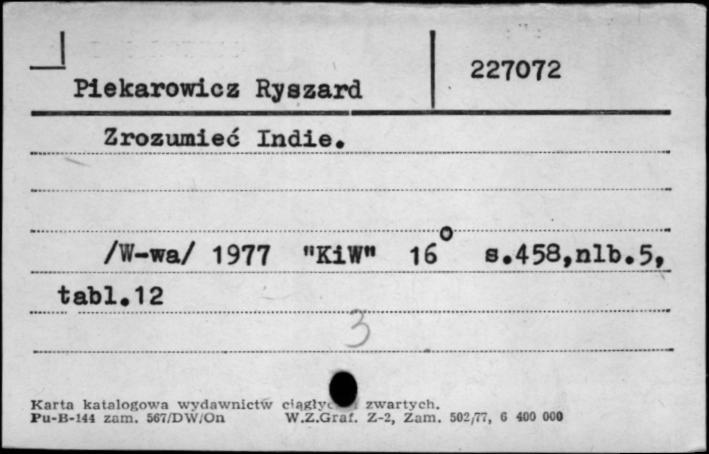 Piekarowicz Ryszard 227072
Zrozumieć Indie.
/W-wa/ 1977 "KiW" 16° s.458,nlb.5,
tabl.12
3
Karta katalogowa wydawnictw zwartych.
Pu-B-144 zam. 567/DW/On W.Z.Graf. Z-2, Zam. 502/77, 6 400 000